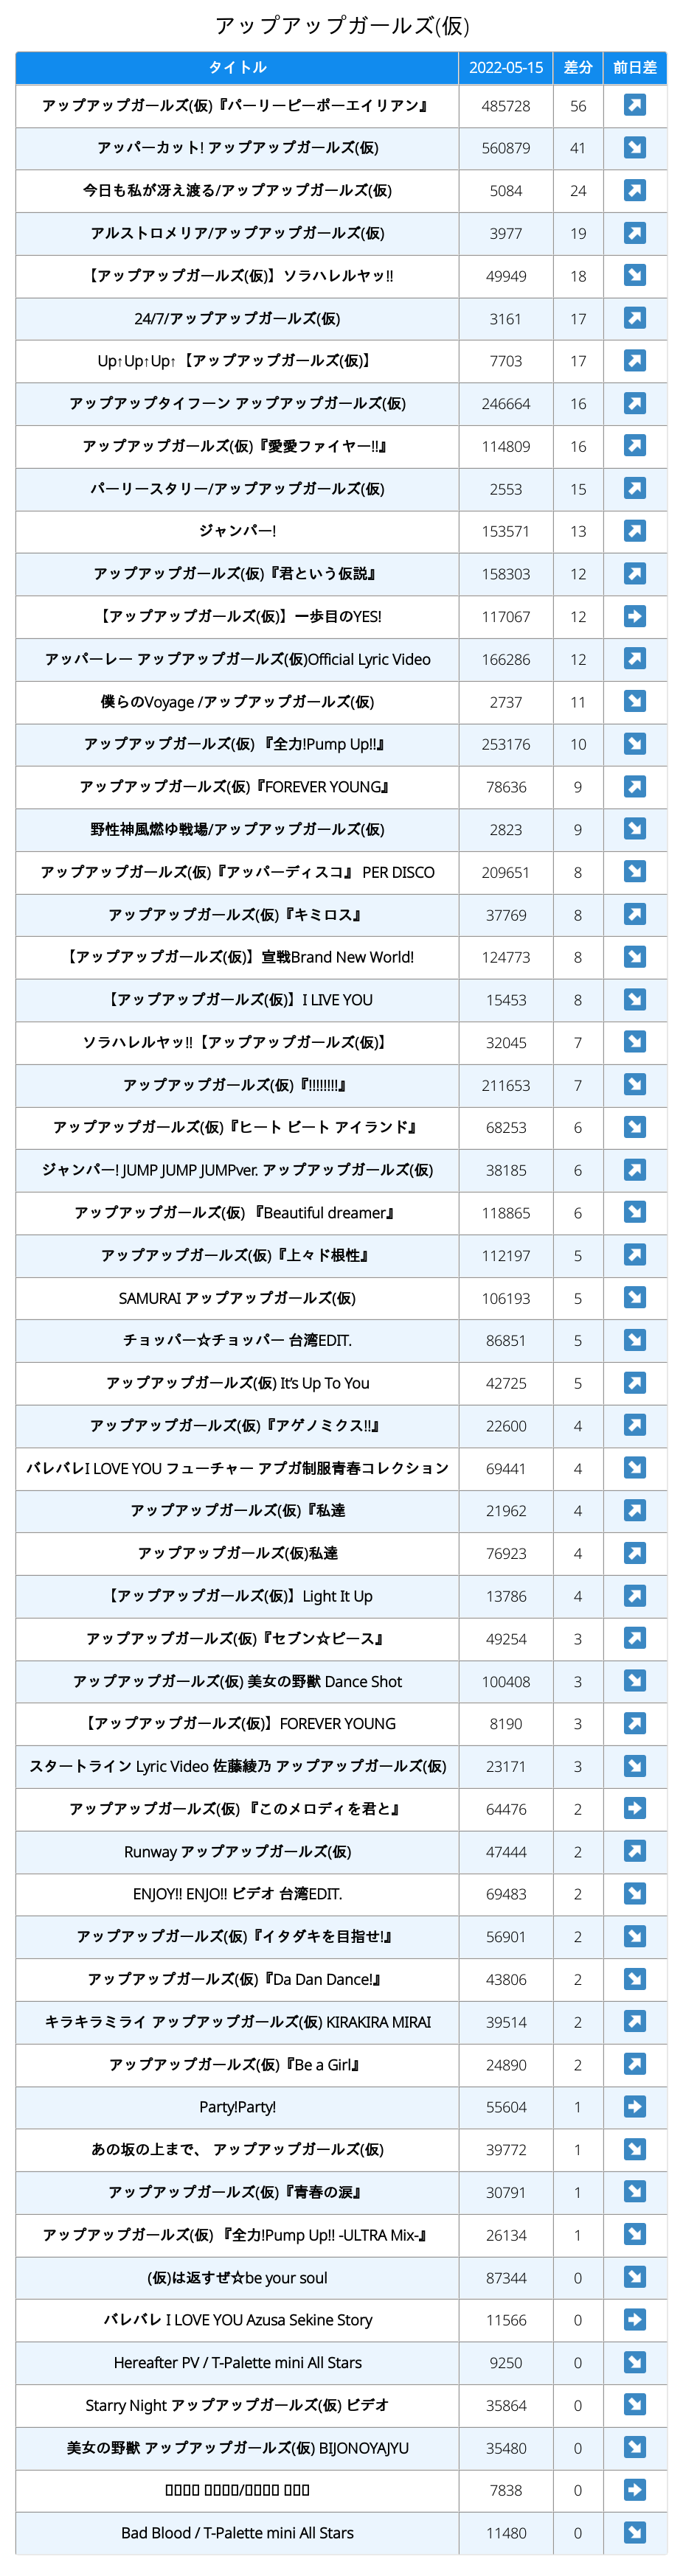 アップアップガールズ(仮)
タイトル 2022-05-15 差分 前日差
アップアップガールズ(仮)『パーリーピーポーエイリアン』 485728 56
アッパーカット! アップアップガールズ(仮) 560879 41
今日も私が冴え渡る/アップアップガールズ(仮) 5084 24
アルストロメリア/アップアップガールズ(仮) 3977 19
【アップアップガールズ(仮)】ソラハレルヤッ!! 49949 18
24/7/アップアップガールズ(仮) 3161 17
Up↑Up↑Up↑【アップアップガールズ(仮)】 7703 17
アップアップタイフーン アップアップガールズ(仮) 246664 16
アップアップガールズ(仮)『愛愛ファイヤー!!』 114809 16
パーリースタリー/アップアップガールズ(仮) 2553 15
ジャンパー! 153571 13
アップアップガールズ(仮)『君という仮説』 158303 12
【アップアップガールズ(仮)】一歩目のYES! 117067 12
アッパーレー アップアップガールズ(仮)Official Lyric Video 166286 12
僕らのVoyage /アップアップガールズ(仮) 2737 11
アップアップガールズ(仮) 『全力!Pump Up!!』 253176 10
アップアップガールズ(仮)『FOREVER YOUNG』 78636 9
野性神風燃ゆ戦場/アップアップガールズ(仮) 2823 9
アップアップガールズ(仮)『アッパーディスコ』 PER DISCO 209651 8
アップアップガールズ(仮)『キミロス』 37769 8
【アップアップガールズ(仮)】宣戦Brand New World! 124773 8
【アップアップガールズ(仮)】I LIVE YOU 15453 8
ソラハレルヤッ!!【アップアップガールズ(仮)】 32045 7
アップアップガールズ(仮)『!!!!!!!!』 211653 7
アップアップガールズ(仮)『ヒート ビート アイランド』 68253 6
ジャンパー! JUMP JUMP JUMPver. アップアップガールズ(仮) 38185 6
アップアップガールズ(仮) 『Beautiful dreamer』 118865 6
アップアップガールズ(仮)『上々ド根性』 112197 5
SAMURAI アップアップガールズ(仮) 106193 5
チョッパー☆チョッパー 台湾EDIT. 86851 5
アップアップガールズ(仮) It's Up To You 42725 5
アップアップガールズ(仮)『アゲノミクス!!』 22600 4
バレバレI LOVE YOU フューチャー アプガ制服青春コレクション 69441 4
アップアップガールズ(仮)『私達 21962 4
アップアップガールズ(仮)私達 76923 4
【アップアップガールズ(仮)】Light It Up 13786 4
アップアップガールズ(仮)『セブン☆ピース』 49254 3
アップアップガールズ(仮) 美女の野獣 Dance Shot 100408 3
【アップアップガールズ(仮)】FOREVER YOUNG 8190 3
スタートライン Lyric Video 佐藤綾乃 アップアップガールズ(仮) 23171 3
アップアップガールズ(仮) 『このメロディを君と』 64476 2
Runway アップアップガールズ(仮) 47444 2
ENJOY!! ENJO!! ビデオ 台湾EDIT. 69483 2
アップアップガールズ(仮)『イタダキを目指せ!』 56901 2
アップアップガールズ(仮)『Da Dan Dance!』 43806 2
キラキラミライ アップアップガールズ(仮) KIRAKIRA MIRAI 39514 2
アップアップガールズ(仮)『Be a Girl』 24890 2
Party!Party! 55604 1
あの坂の上まで、 アップアップガールズ(仮) 39772 1
アップアップガールズ(仮)『青春の涙』 30791 1
アップアップガールズ(仮) 『全力!Pump Up!! -ULTRA Mix-』 26134 1
(仮)は返すぜ☆be your soul 87344 0
バレバレ I LOVE YOU Azusa Sekine Story 11566 0
Hereafter PV / T-Palette mini All Stars 9250 0
Starry Night アップアップガールズ(仮) ビデオ 35864 0
美女の野獣 アップアップガールズ(仮) BIJONOYAJYU 35480 0
7838 0
Bad Blood / T-Palette mini All Stars 11480 0